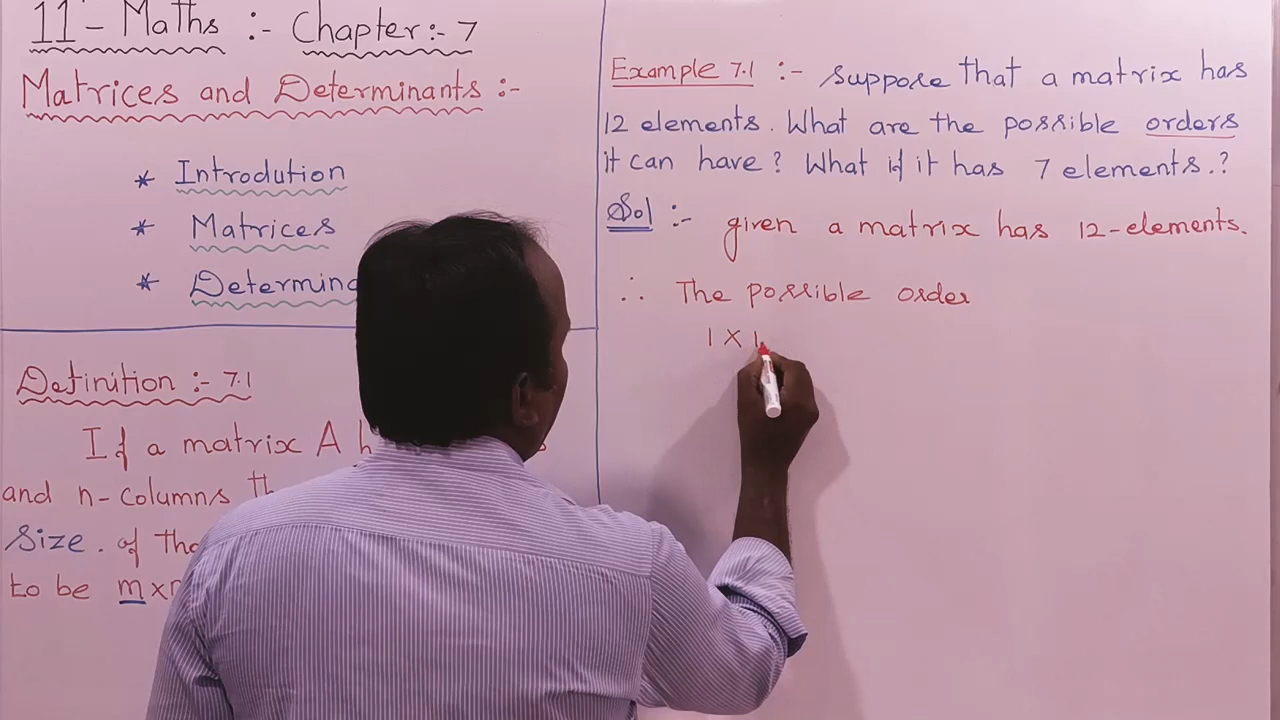 11 - Maths :- Chapter :- 7
Matrices and Determinants :-
* Introdution
* Matrices
* Determin
Definition :- 7.1
If a matrix A h
and n-columns th
Size. of the
to be m×n
Example 7.1 :- suppose that a matrix has
12 elements. What are the possible orders
it can have? What if it has 7 elements.?
Sol :- given a matrix has 12-elements.
∴ The possible order
1 × 1